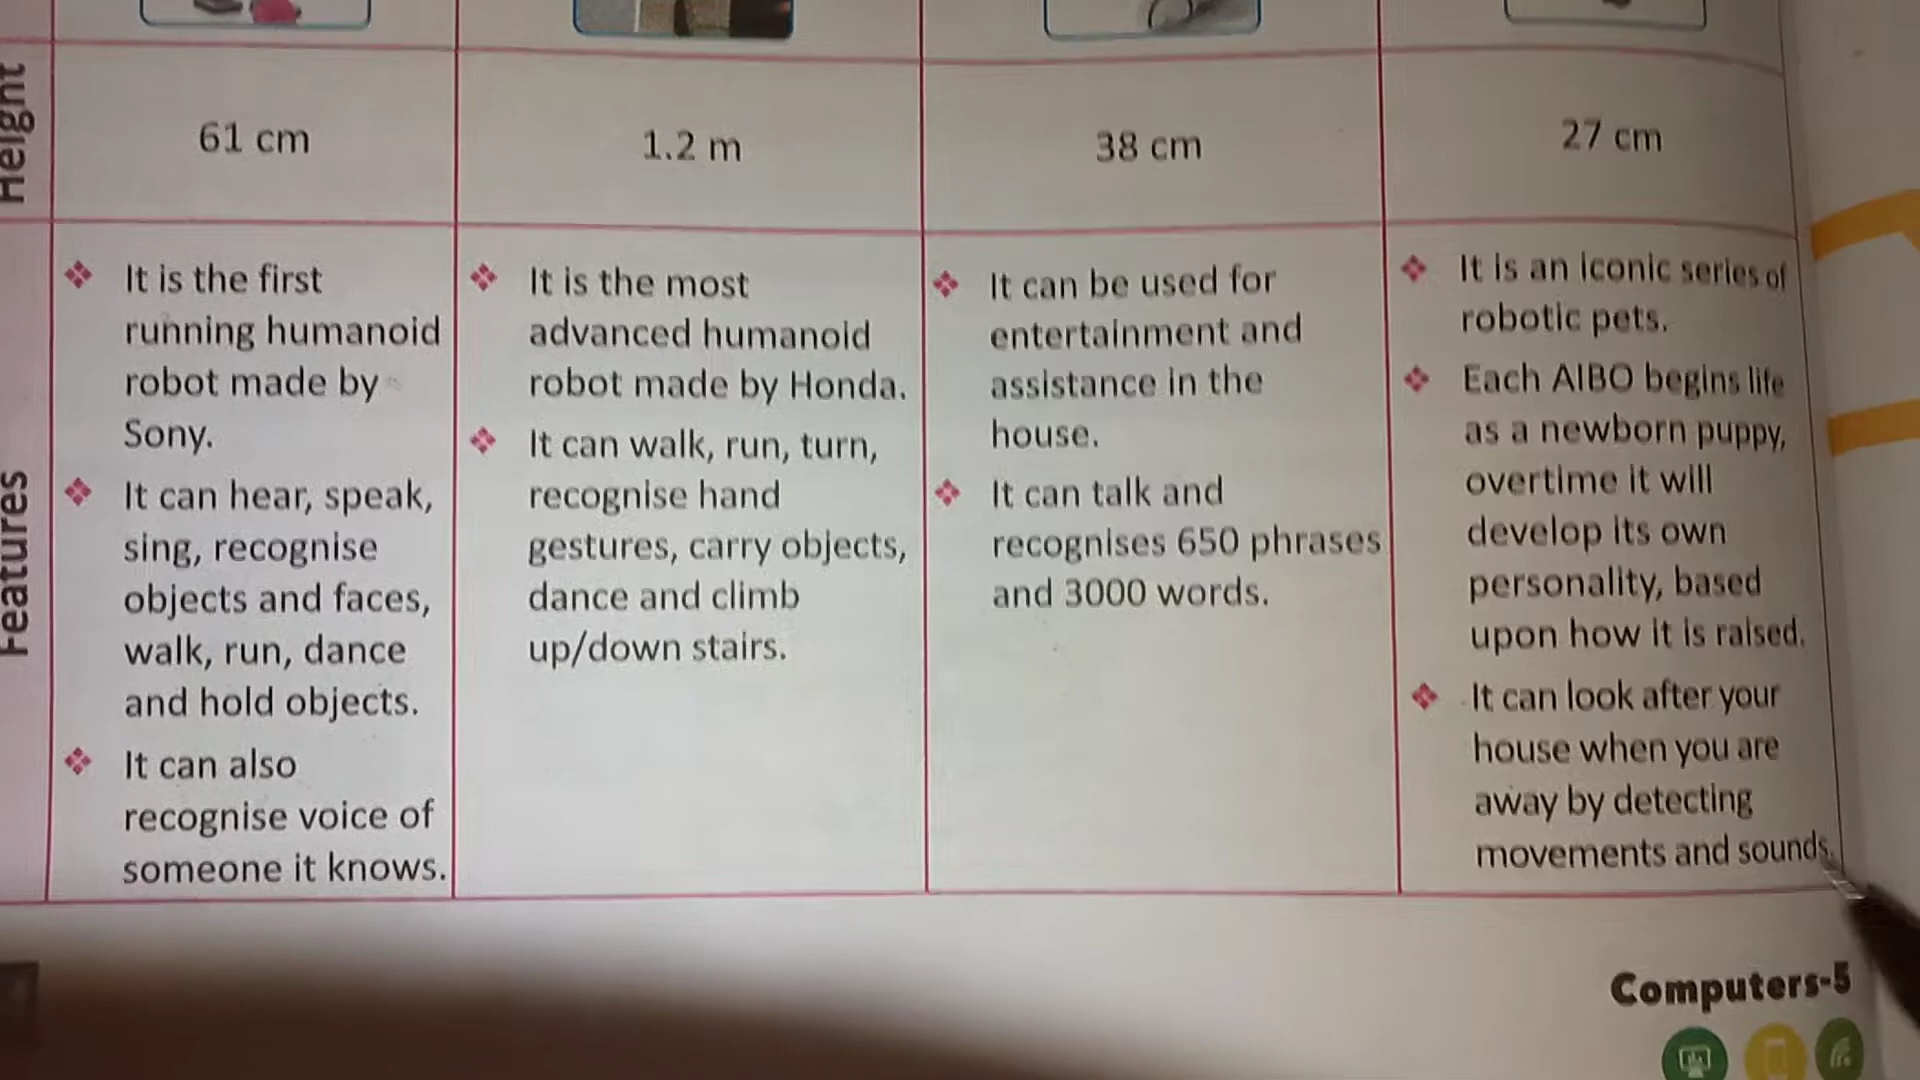 Height
61 cm
1.2 m
38 cm
27 cm
Features
It is the first
running humanoid
robot made by
Sony.
It can hear, speak,
sing, recognise
objects and faces,
walk, run, dance
and hold objects.
It can also
recognise voice of
someone it knows.
It is the most
advanced humanoid
robot made by Honda.
It can walk, run, turn,
recognise hand
gestures, carry objects,
dance and climb
up/down stairs.
It can be used for
entertainment and
assistance in the
house.
It can talk and
recognises 650 phrases
and 3000 words.
It is an iconic series of
robotic pets.
Each AIBO begins life
as a newborn puppy,
overtime it will
develop its own
personality, based
upon how it is raised.
It can look after your
house when you are
away by detecting
movements and sounds.
Computers-5